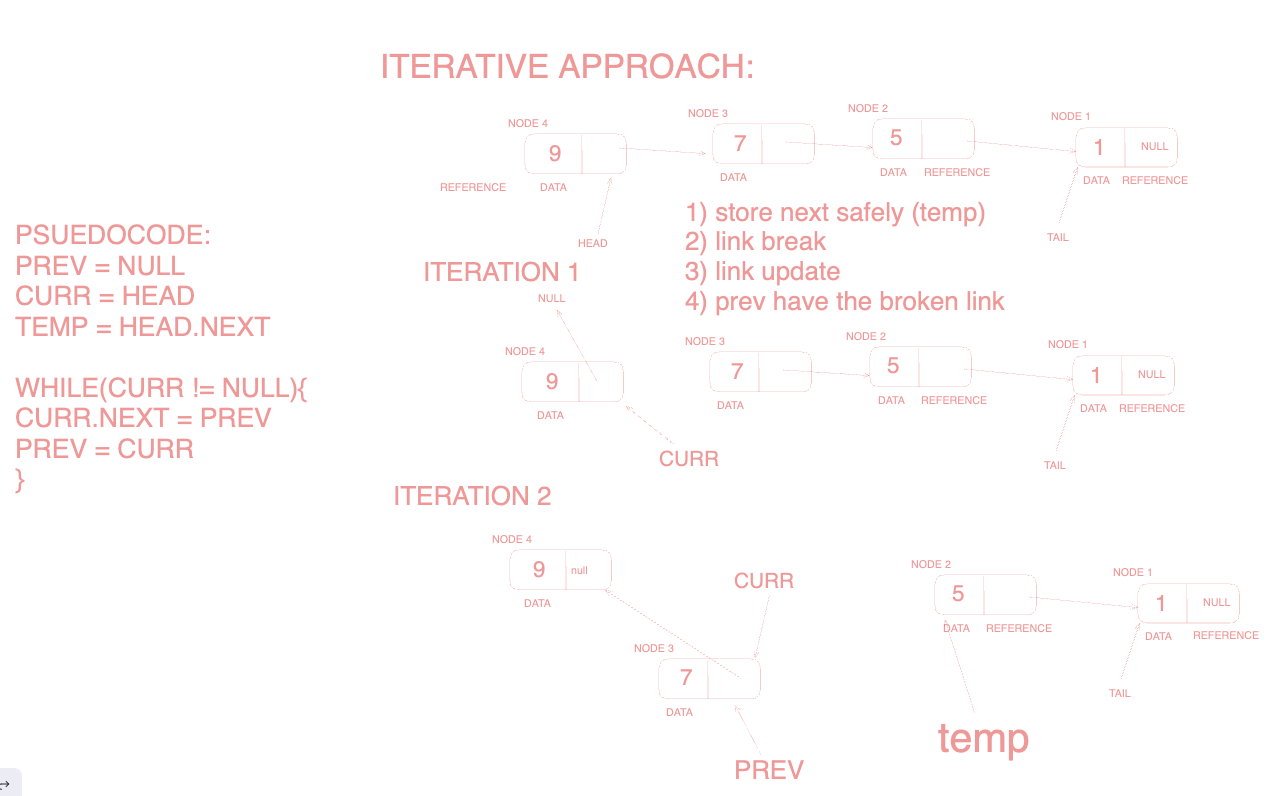 ITERATIVE APPROACH:
NODE 4
NODE 3
NODE 2
NODE 1
9
7
5
1
NULL
REFERENCE
DATA
DATA
DATA
REFERENCE
DATA
REFERENCE
HEAD
TAIL
1) store next safely (temp)
2) link break
3) link update
4) prev have the broken link
PSUEDOCODE:
PREV = NULL
CURR = HEAD
TEMP = HEAD.NEXT
WHILE(CURR != NULL){
CURR.NEXT = PREV
PREV = CURR
}
ITERATION 1
NULL
NODE 4
NODE 3
NODE 2
NODE 1
9
7
5
1
NULL
DATA
DATA
DATA
REFERENCE
DATA
REFERENCE
CURR
TAIL
ITERATION 2
NODE 4
9
null
DATA
CURR
NODE 3
7
DATA
PREV
NODE 2
NODE 1
5
1
NULL
DATA
REFERENCE
DATA
REFERENCE
TAIL
temp